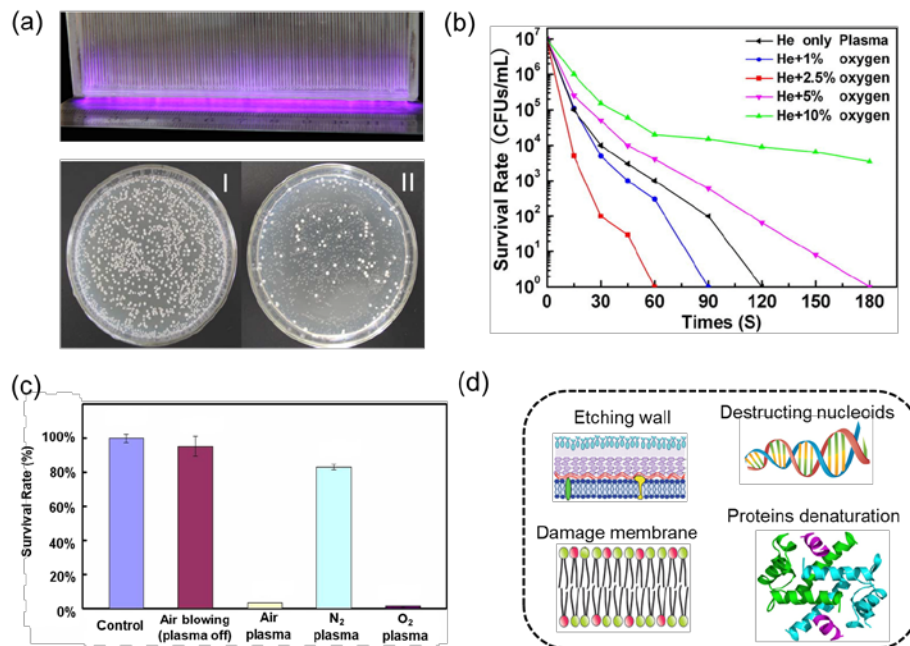 (a)
I
II
(b)
Survival Rate (CFUs/mL)
10⁷
10⁶
10⁵
10⁴
10³
10²
10¹
10⁰
He only Plasma
He+1% oxygen
He+2.5% oxygen
He+5% oxygen
He+10% oxygen
0 30 60 90 120 150 180
Times (S)
(c)
Survival Rate (%)
100%
80%
60%
40%
20%
0%
Control
Air blowing
(plasma off)
Air
plasma
N₂
plasma
O₂
plasma
(d)
Etching wall
Destructing nucleoids
Damage membrane
Proteins denaturation